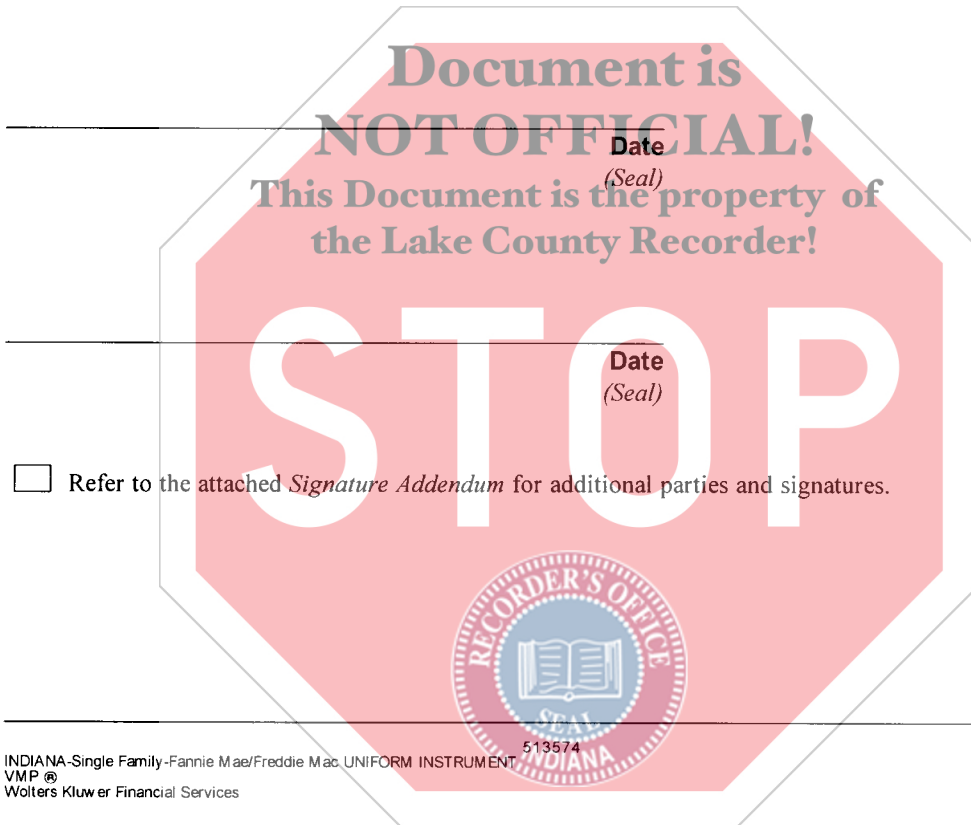 Document is
NOT OFFICIAL!
Date
(Seal)
This Document is the property of
the Lake County Recorder!
STOP
Date
(Seal)
Refer to the attached Signature Addendum for additional parties and signatures.
RECORDER'S OFFICE
SEAL
INDIANA
513574
INDIANA-Single Family-Fannie Mae/Freddie Mac UNIFORM INSTRUMENT
VMP ®
Wolters Kluwer Financial Services